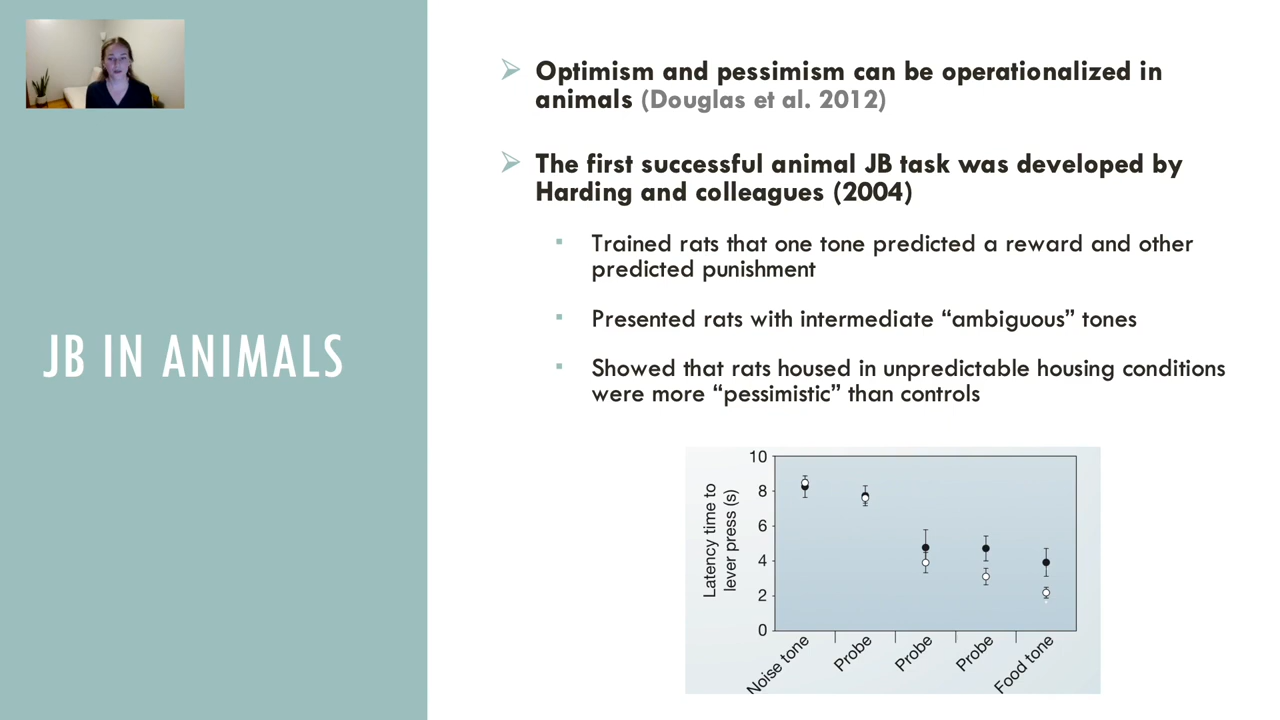 JB IN ANIMALS
Optimism and pessimism can be operationalized in
animals (Douglas et al. 2012)
The first successful animal JB task was developed by
Harding and colleagues (2004)
Trained rats that one tone predicted a reward and other
predicted punishment
Presented rats with intermediate “ambiguous” tones
Showed that rats housed in unpredictable housing conditions
were more “pessimistic” than controls
Latency time to
lever press (s)
10
8
6
4
2
0
Noise tone
Probe
Probe
Probe
Food tone